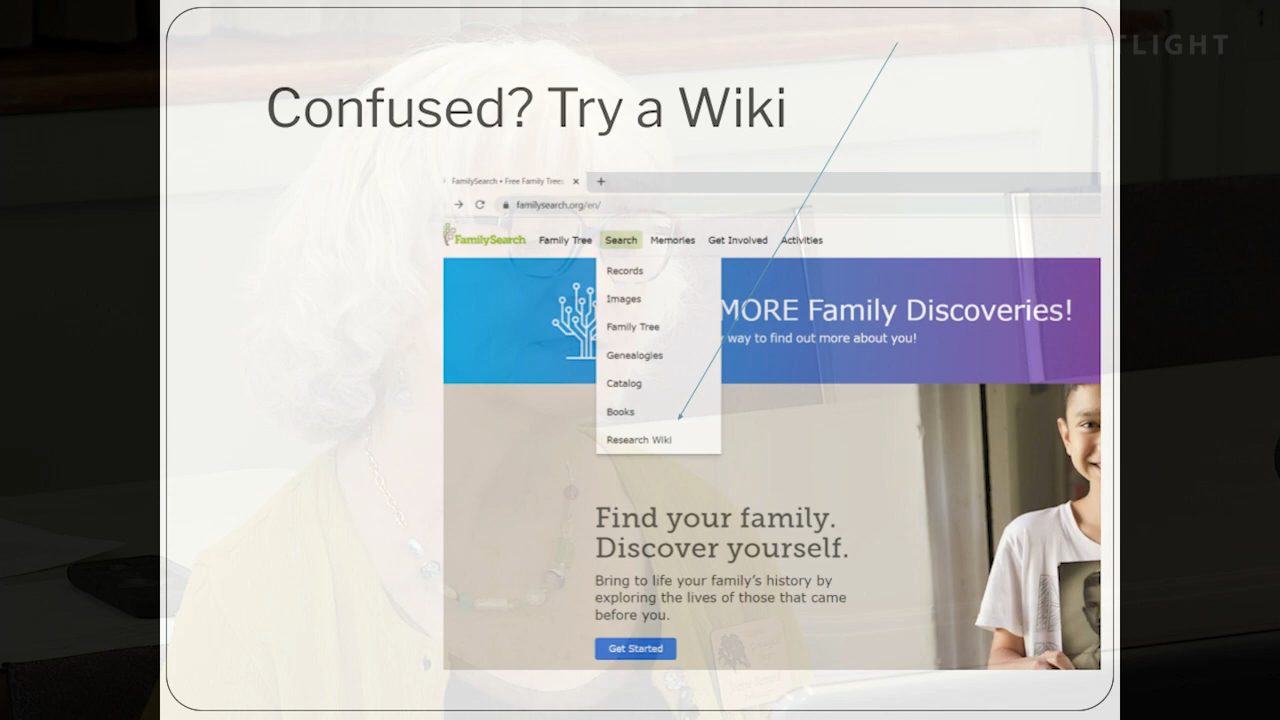 TLIGHT
Confused? Try a Wiki
FamilySearch • Free Family Trees
familysearch.org/en/
FamilySearch Family Tree Search Memories Get Involved Activities
Records
Images
Family Tree
Genealogies
Catalog
Books
Research Wiki
MORE Family Discoveries!
way to find out more about you!
Find your family.
Discover yourself.
Bring to life your family’s history by
exploring the lives of those that came
before you.
Get Started